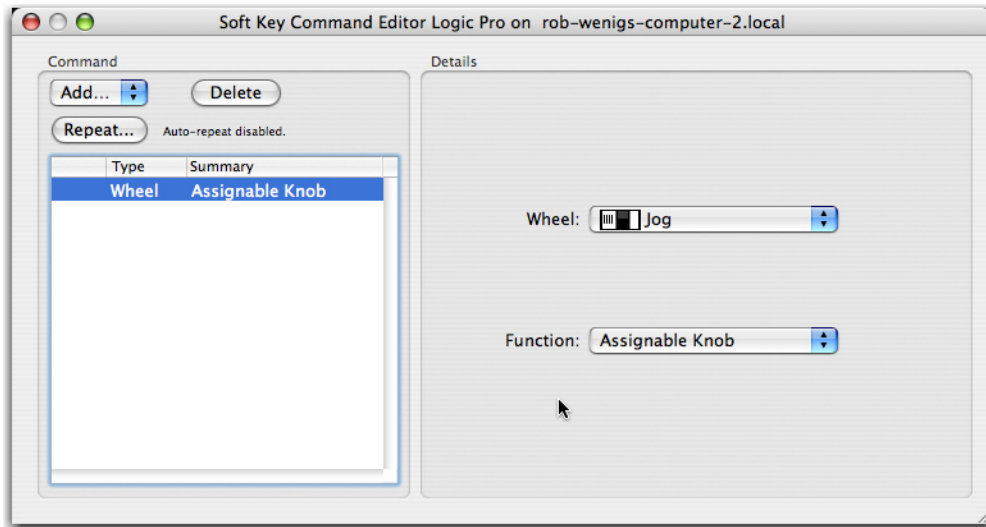 Soft Key Command Editor Logic Pro on rob-wenigs-computer-2.local
Command
Add...
Delete
Repeat...
Auto-repeat disabled.
Type Summary
Wheel Assignable Knob
Details
Wheel: Jog
Function: Assignable Knob